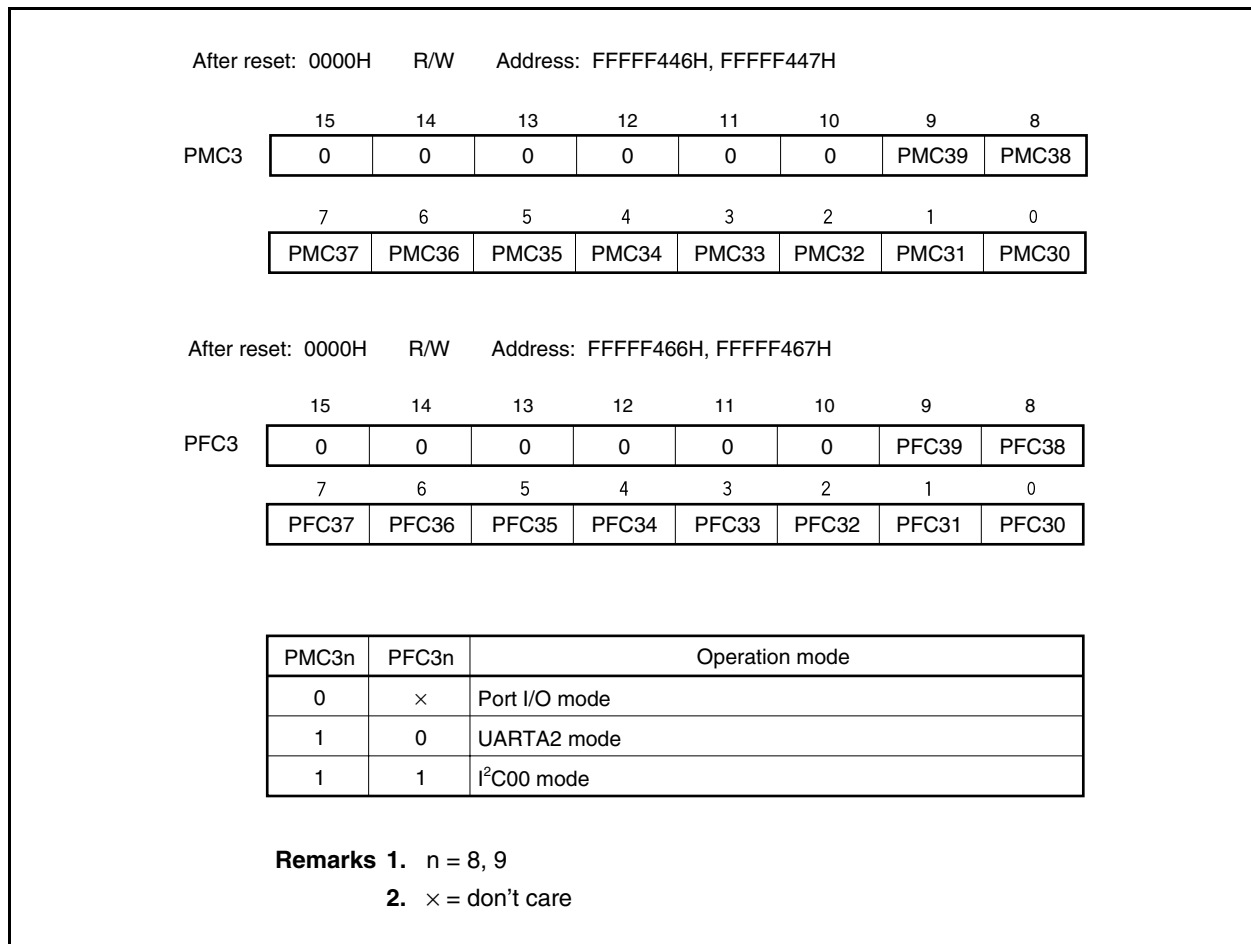 After reset: 0000H R/W Address: FFFFF446H, FFFFF447H
15 14 13 12 11 10 9 8
PMC3 0 0 0 0 0 0 PMC39 PMC38
7 6 5 4 3 2 1 0
PMC37 PMC36 PMC35 PMC34 PMC33 PMC32 PMC31 PMC30
After reset: 0000H R/W Address: FFFFF466H, FFFFF467H
15 14 13 12 11 10 9 8
PFC3 0 0 0 0 0 0 PFC39 PFC38
7 6 5 4 3 2 1 0
PFC37 PFC36 PFC35 PFC34 PFC33 PFC32 PFC31 PFC30
PMC3n PFC3n Operation mode
0 × Port I/O mode
1 0 UARTA2 mode
1 1 I²C00 mode
Remarks 1. n = 8, 9
2. × = don't care